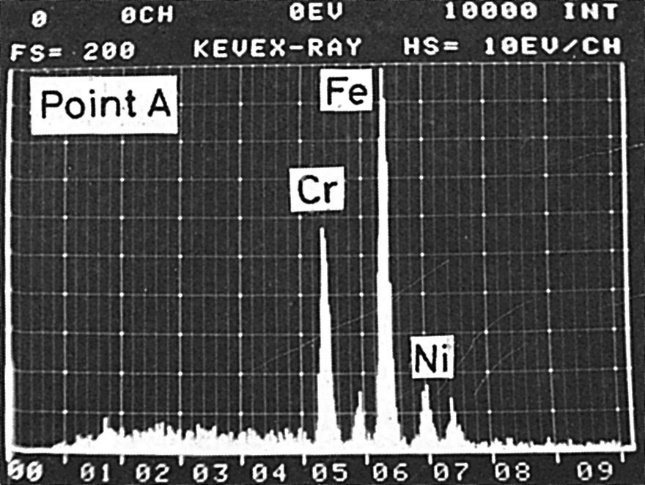 0 0CH 0EV 10000 INT
FS= 200 KEVEX-RAY HS= 10EV/CH
Point A
Fe
Cr
Ni
00 01 02 03 04 05 06 07 08 09